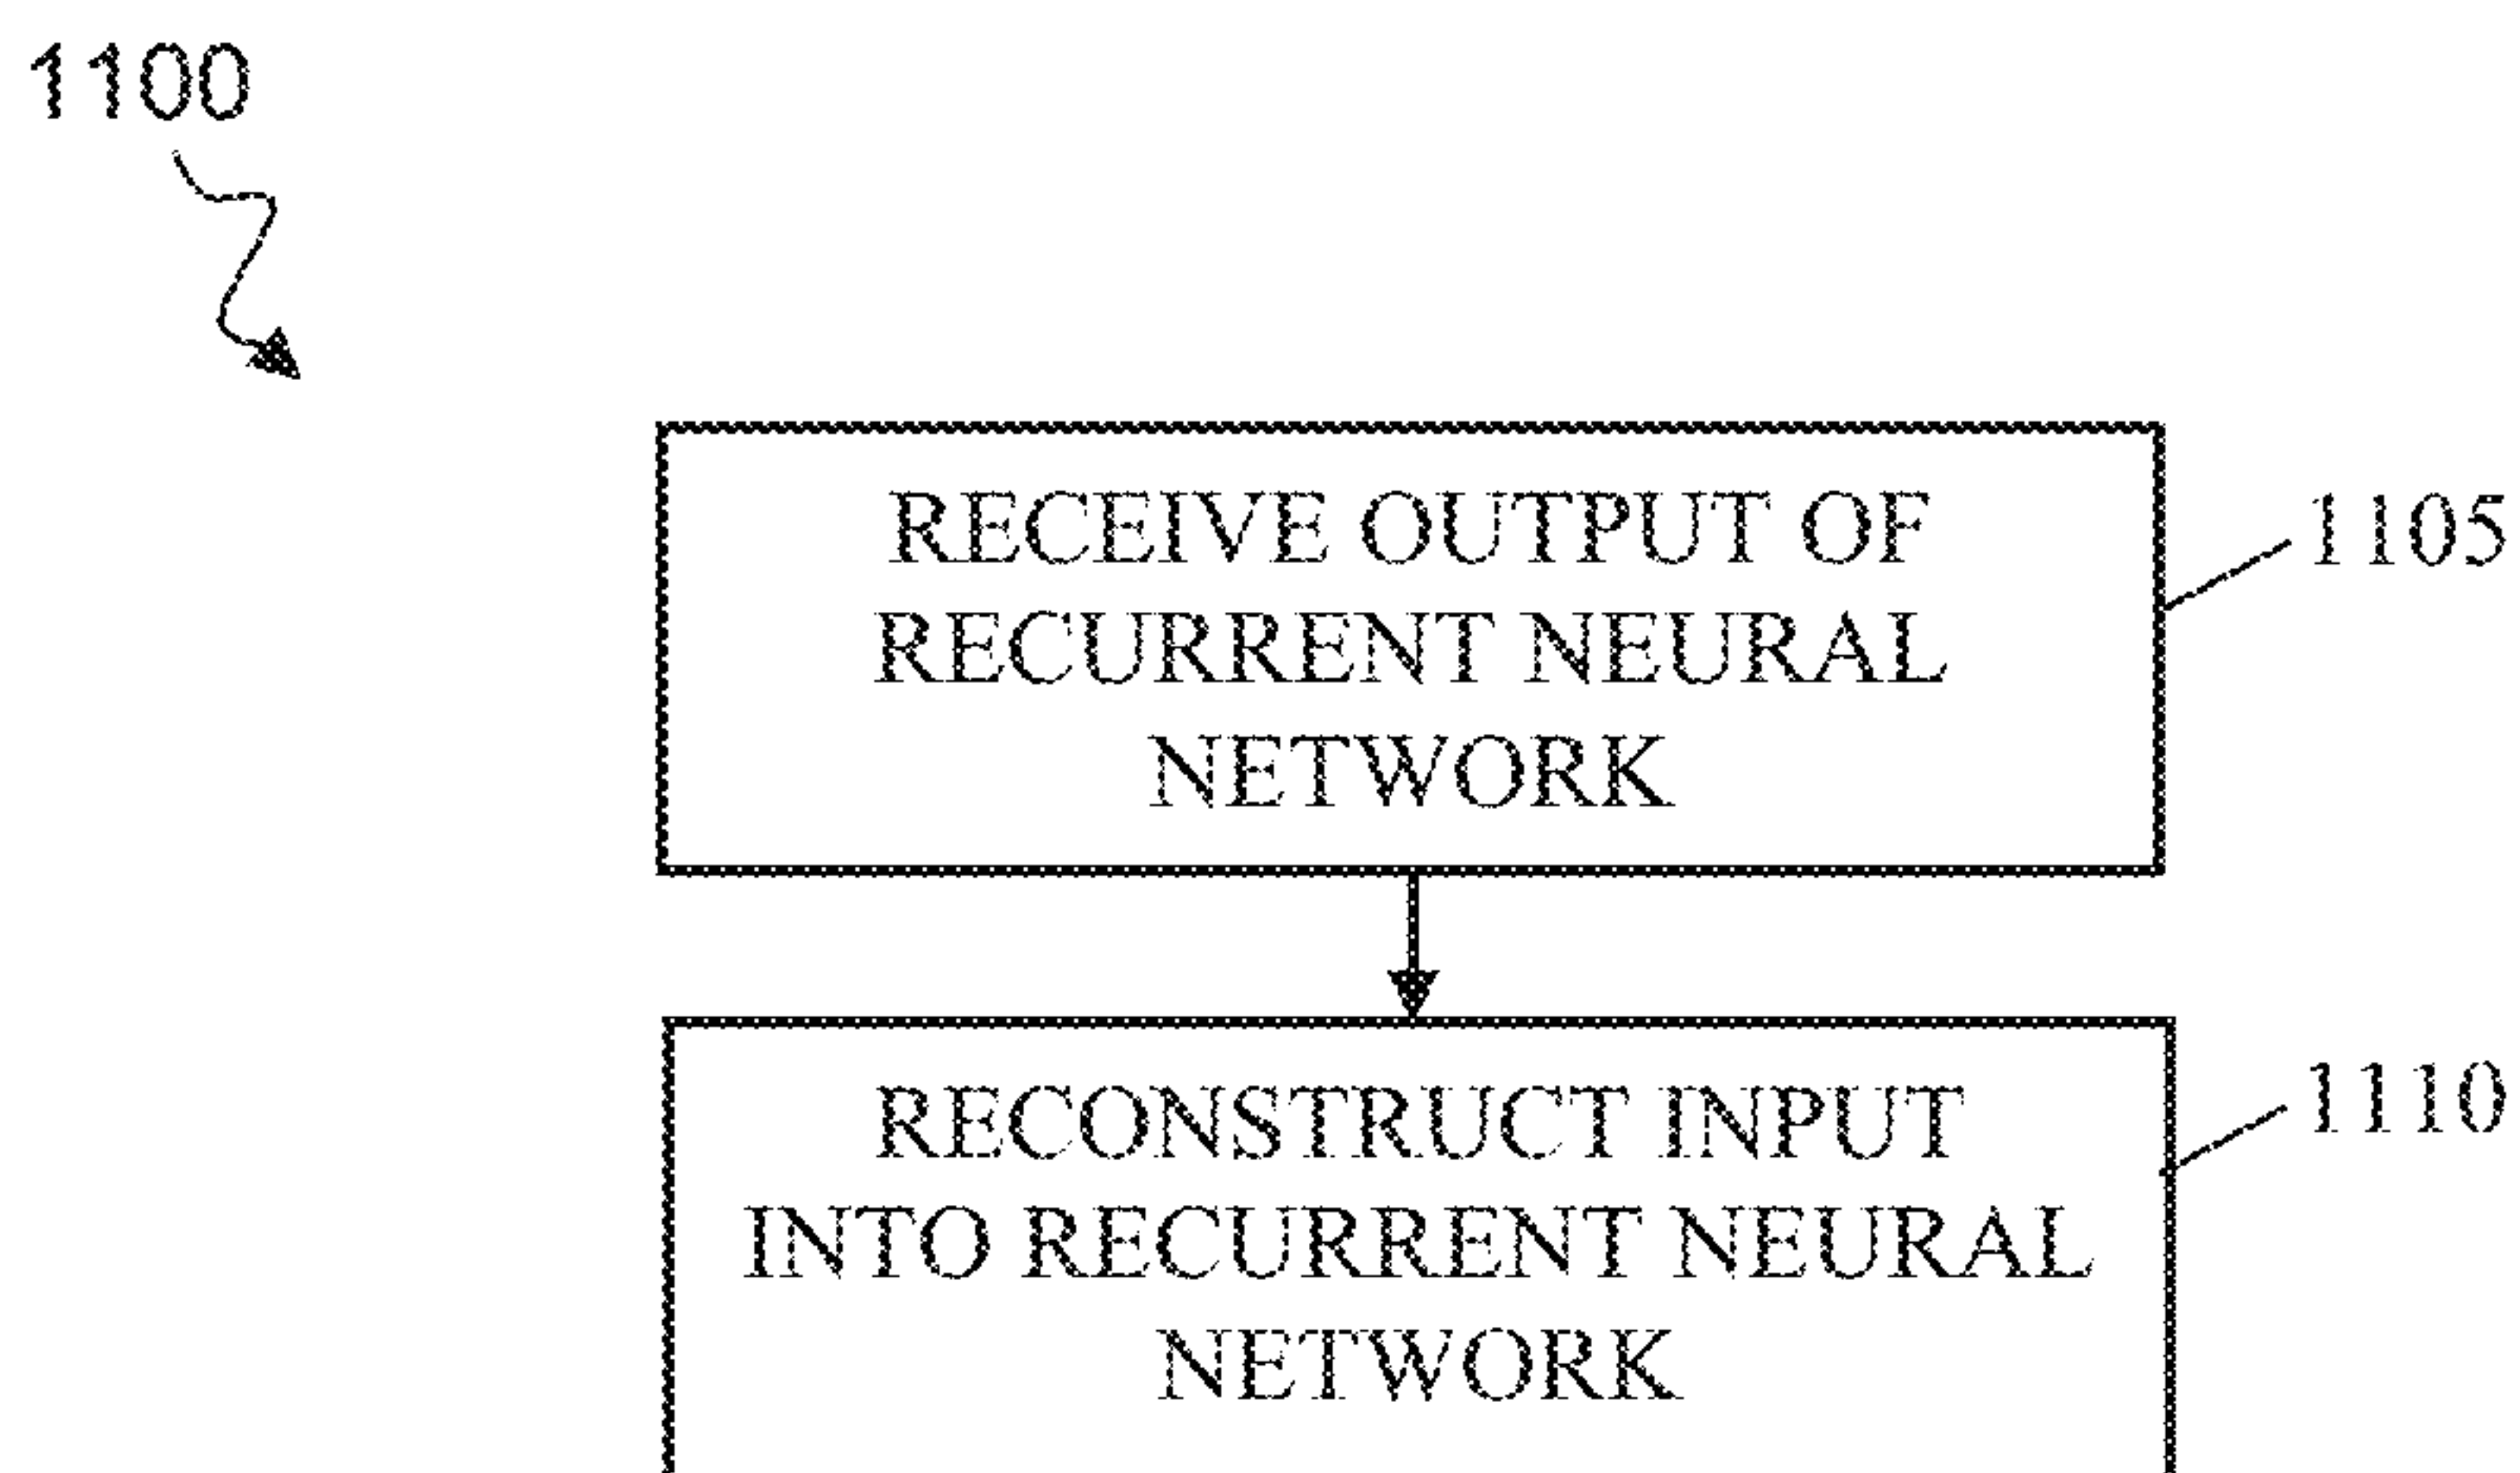 1100
RECEIVE OUTPUT OF
RECURRENT NEURAL
NETWORK
1105
RECONSTRUCT INPUT
INTO RECURRENT NEURAL
NETWORK
1110